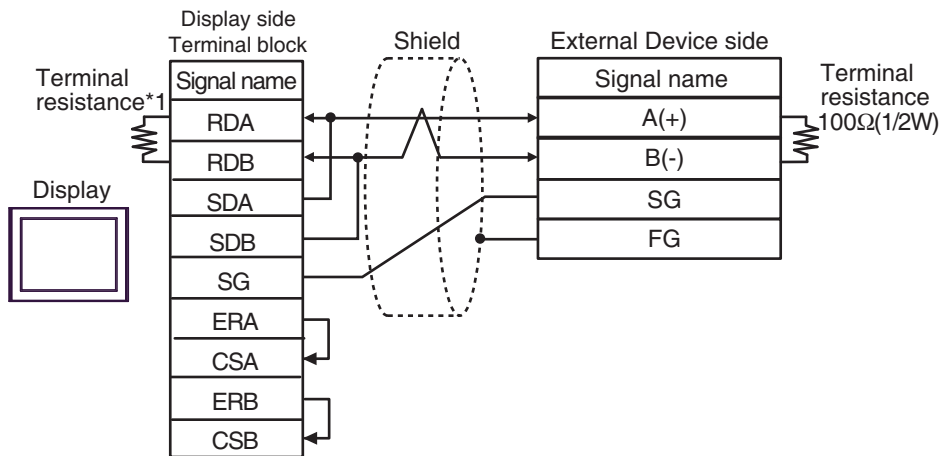 Display side
Terminal block
Shield
External Device side
Terminal
resistance*1
Signal name
RDA
RDB
SDA
SDB
SG
ERA
CSA
ERB
CSB
Signal name
A(+)
B(-)
SG
FG
Terminal
resistance
100Ω(1/2W)
Display